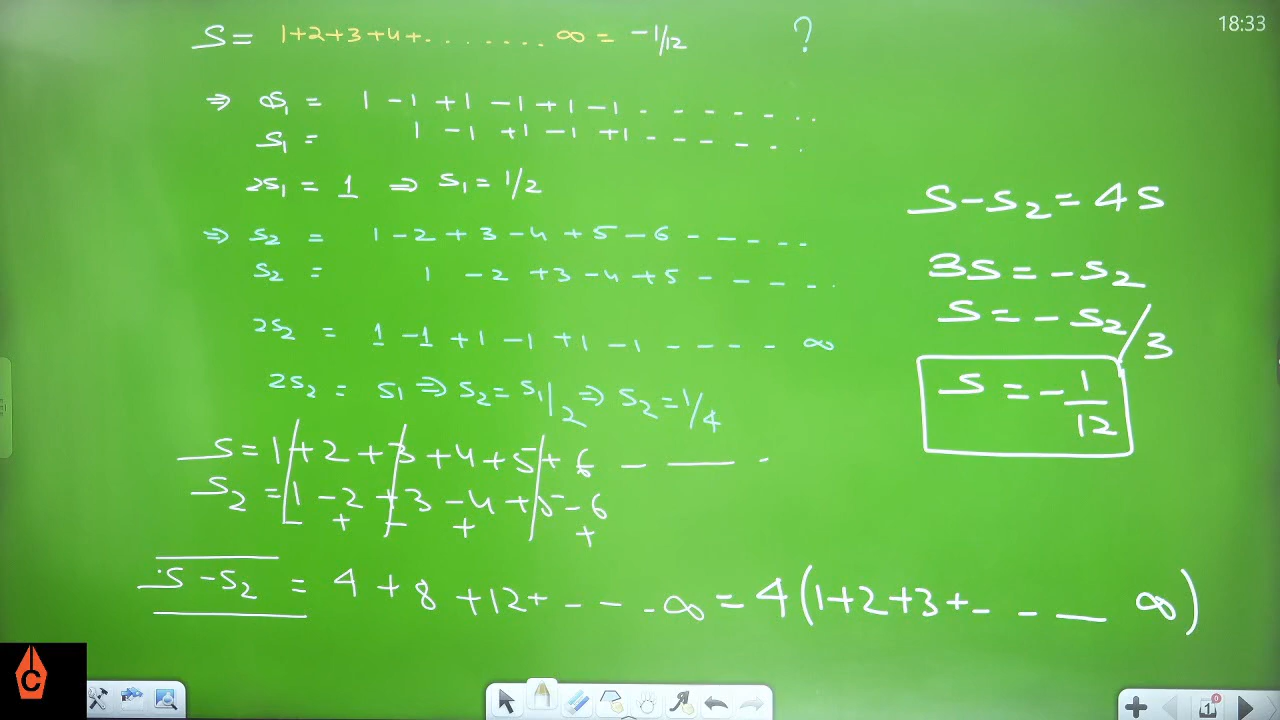 18:33
S = 1+2+3+4+........ ∞ = -1/12 ?
⇒ S₁ = 1 -1 +1 -1 +1 -1 - - - - - - . .
S₁ = 1 -1 +1 -1 +1 - - - - - .
2S₁ = 1 ⇒ S₁ = 1/2
⇒ S₂ = 1 - 2 + 3 - 4 + 5 - 6 - - - - -
S₂ = 1 - 2 + 3 - 4 + 5 - - - - - .
2S₂ = 1 -1 +1 -1 +1 -1 - - - - - ∞
2S₂ = S₁ ⇒ S₂ = S₁/2 ⇒ S₂ = 1/4
S = 1 + 2 + 3 + 4 + 5 + 6 - — -
S₂ = 1 - 2 + 3 - 4 + 5 - 6
- + - + +
S - S₂ = 4 + 8 + 12 + - - - ∞ = 4(1+2+3+ - - — ∞)
S - S₂ = 4S
3S = - S₂
S = - S₂/3
S = - 1/12
C
1
0